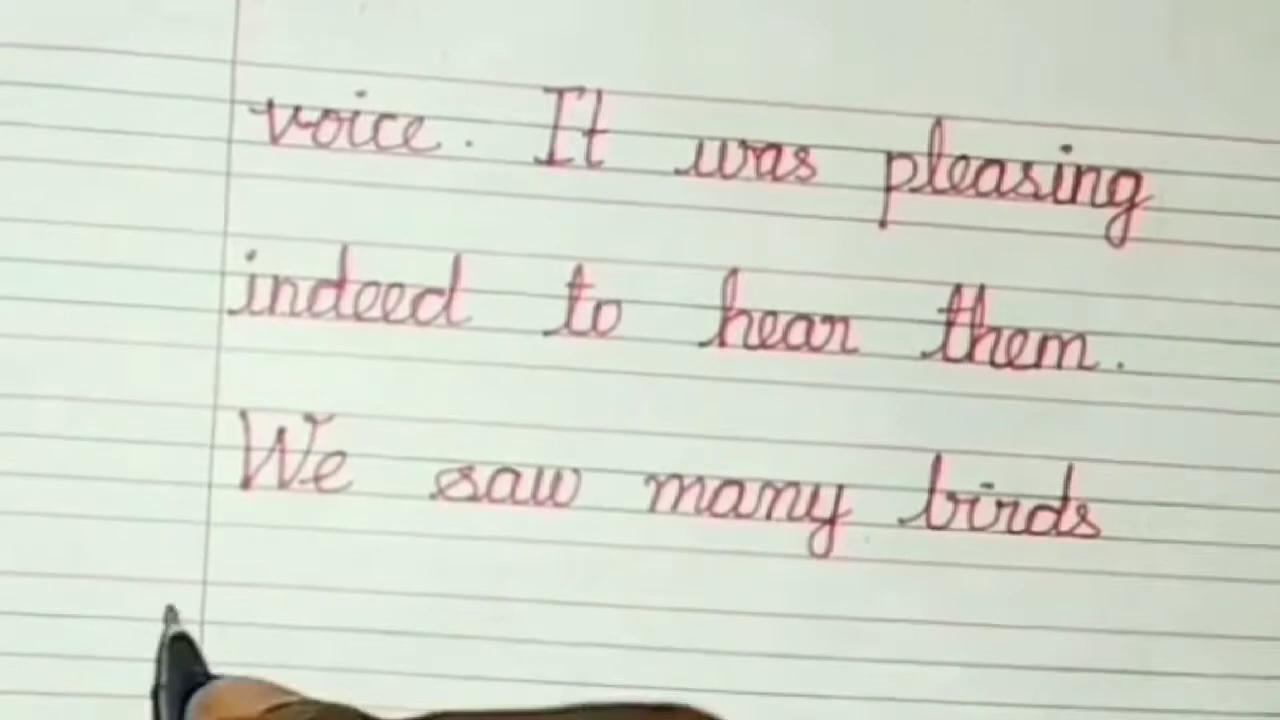 voice. It was pleasing
indeed to hear them.
We saw many birds